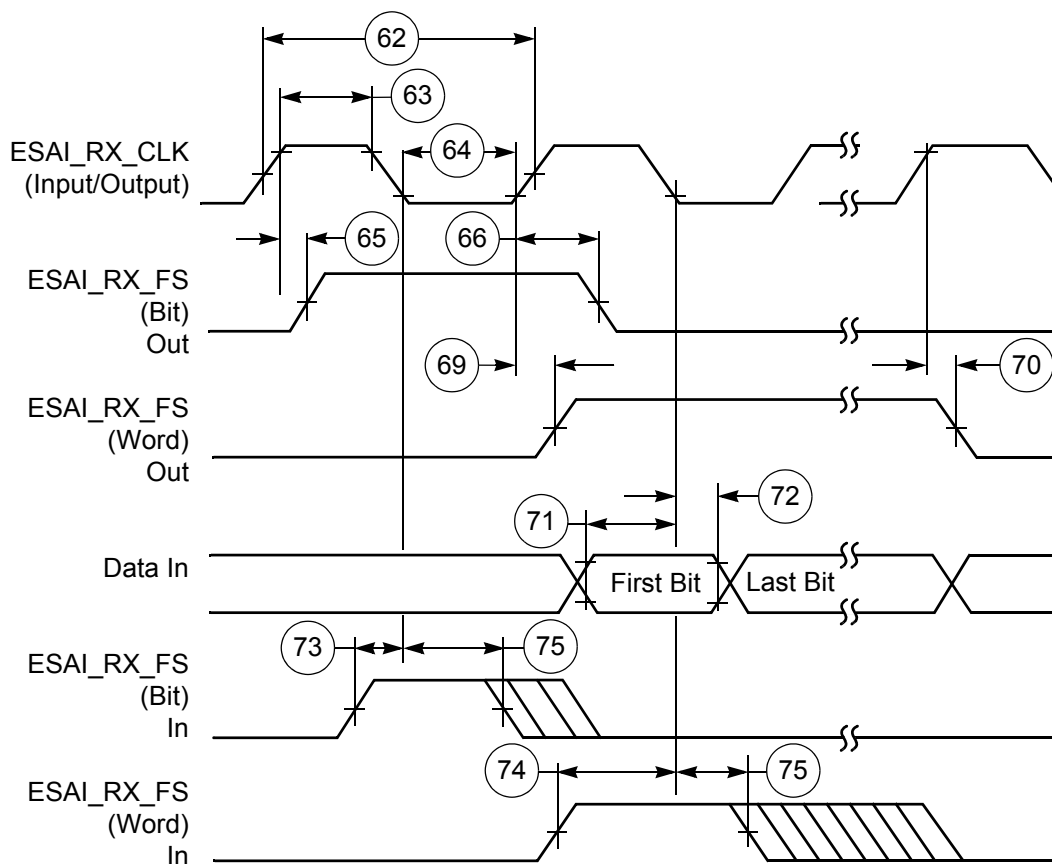 62
63
ESAI_RX_CLK
(Input/Output)
64
65
66
ESAI_RX_FS
(Bit)
Out
69
70
ESAI_RX_FS
(Word)
Out
71
72
Data In
First Bit
Last Bit
73
75
ESAI_RX_FS
(Bit)
In
74
75
ESAI_RX_FS
(Word)
In